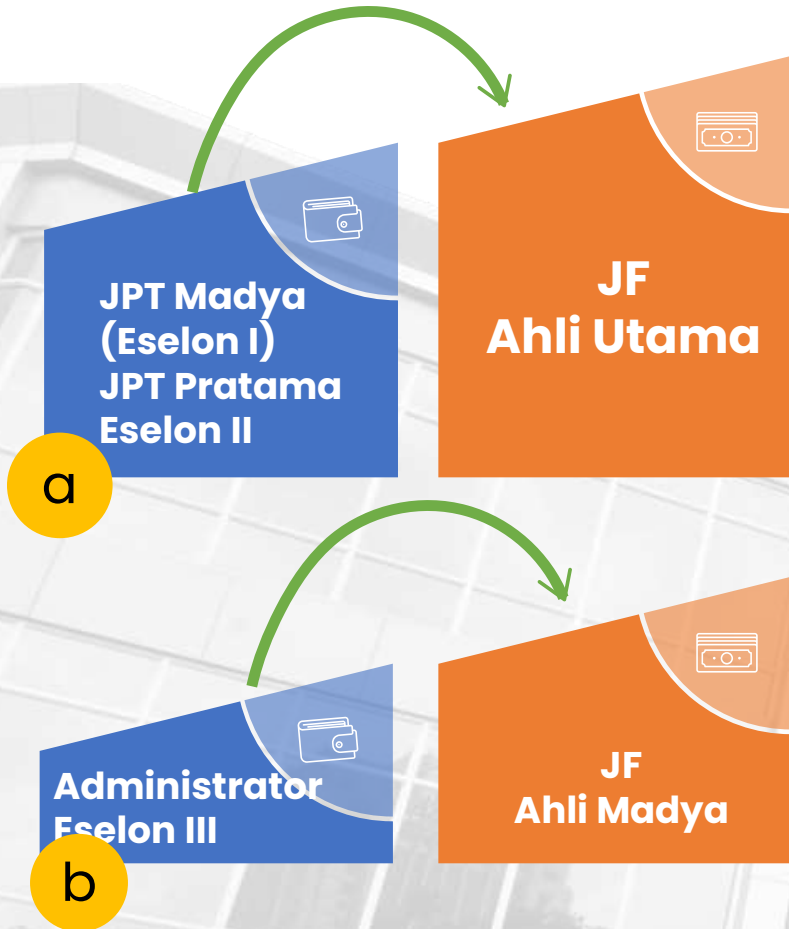 JPT Madya
(Eselon I)
JPT Pratama
Eselon II
JF
Ahli Utama
a
Administrator
Eselon III
JF
Ahli Madya
b